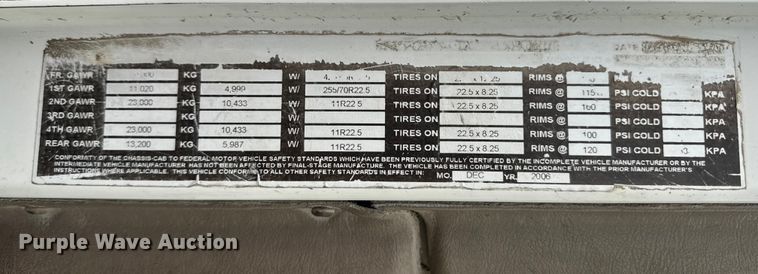 FR. GAWR KG W/ TIRES ON RIMS @ PSI COLD KPA
1ST GAWR 11,020 KG 4,999 W/ 255/70R22.5 TIRES ON 22.5 x 8.25 RIMS @ PSI COLD KPA
2ND GAWR 23,000 KG 10,433 W/ 11R22.5 TIRES ON 22.5 x 8.25 RIMS @ PSI COLD KPA
3RD GAWR KG W/ TIRES ON RIMS @ PSI COLD KPA
4TH GAWR 23,000 KG 10,433 W/ 11R22.5 TIRES ON 22.5 x 8.25 RIMS @ 100 PSI COLD KPA
REAR GAWR 13,200 KG 5,987 W/ 11R22.5 TIRES ON 22.5 x 8.25 RIMS @ 120 PSI COLD KPA
CONFORMITY OF THE CHASSIS-CAB TO FEDERAL MOTOR VEHICLE SAFETY STANDARDS WHICH HAVE BEEN PREVIOUSLY FULLY CERTIFIED BY THE INCOMPLETE VEHICLE MANUFACTURER OR BY THE
INTERMEDIATE VEHICLE MANUFACTURER HAS NOT BEEN AFFECTED BY FINAL-STAGE MANUFACTURE. THE VEHICLE HAS BEEN COMPLETED IN ACCORDANCE WITH THE PRIOR MANUFACTURER'S
INSTRUCTIONS WHERE APPLICABLE. THIS VEHICLE CONFORMS TO ALL OTHER SAFETY STANDARDS IN EFFECT IN: MO. DEC YR. 2006
Purple Wave Auction